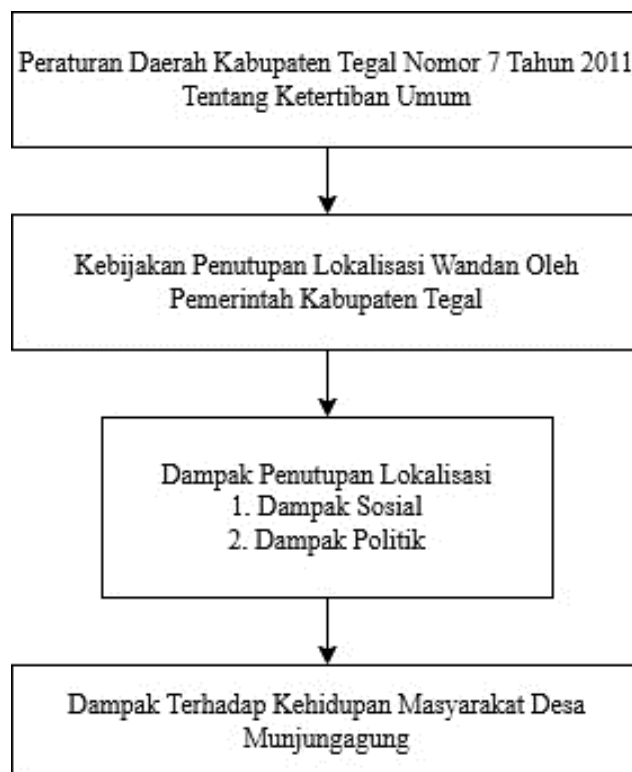 Peraturan Daerah Kabupaten Tegal Nomor 7 Tahun 2011
Tentang Ketertiban Umum
Kebijakan Penutupan Lokalisasi Wandan Oleh
Pemerintah Kabupaten Tegal
Dampak Penutupan Lokalisasi
1. Dampak Sosial
2. Dampak Politik
Dampak Terhadap Kehidupan Masyarakat Desa
Munjungagung